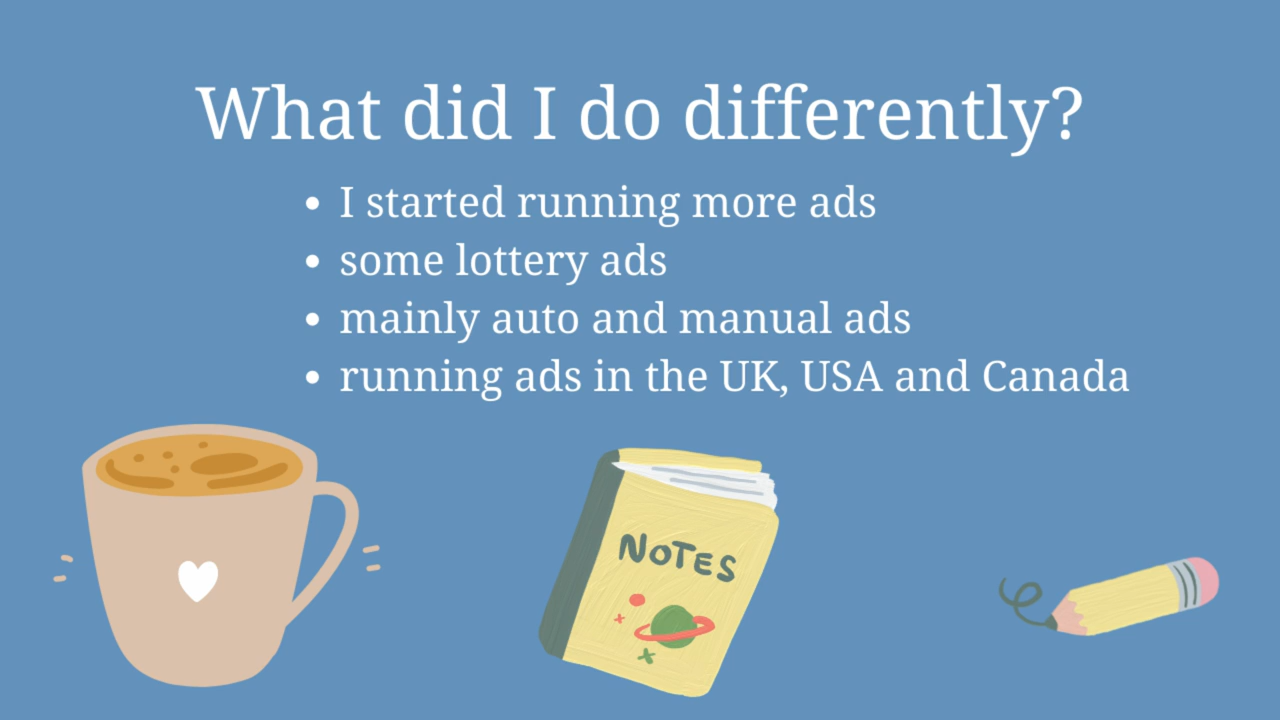 What did I do differently?
• I started running more ads
• some lottery ads
• mainly auto and manual ads
• running ads in the UK, USA and Canada
NOTES